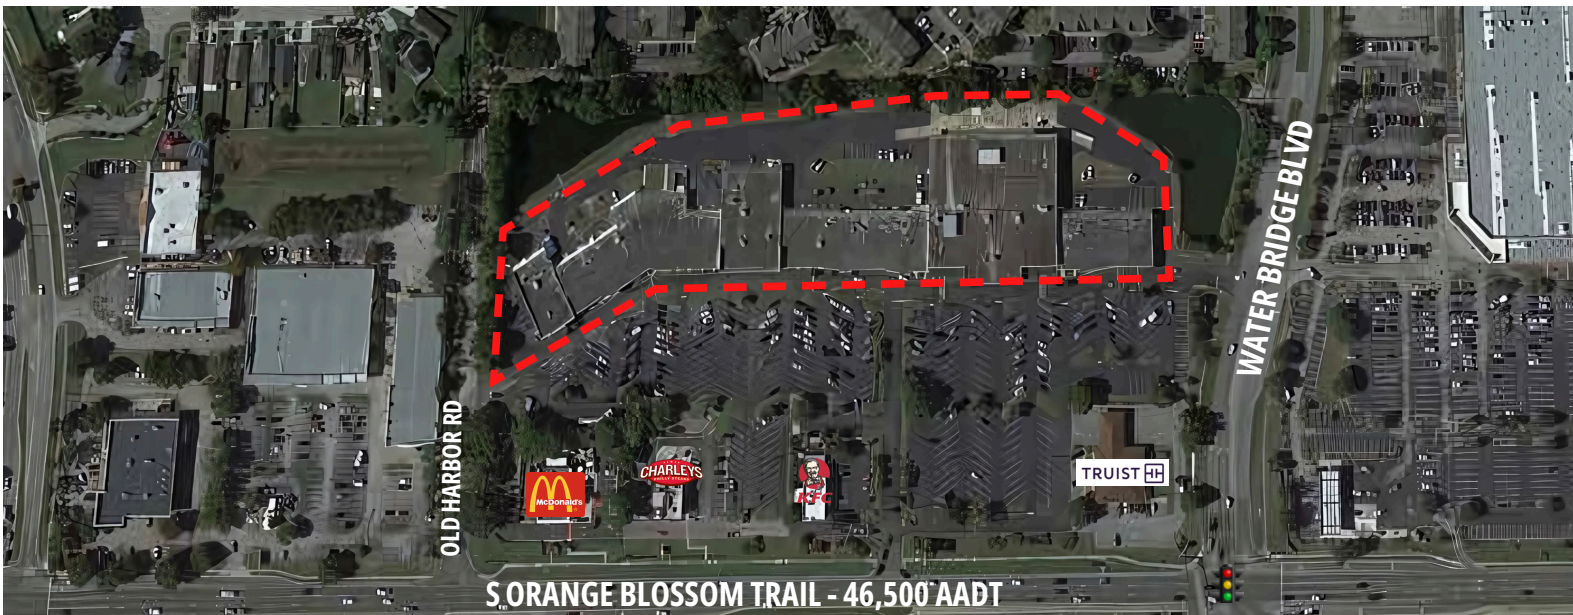 WATER BRIDGE BLVD
OLD HARBOR RD
McDonald's
CHARLEYS
PHILLY STEAKS
KFC
TRUIST
S ORANGE BLOSSOM TRAIL - 46,500 AADT